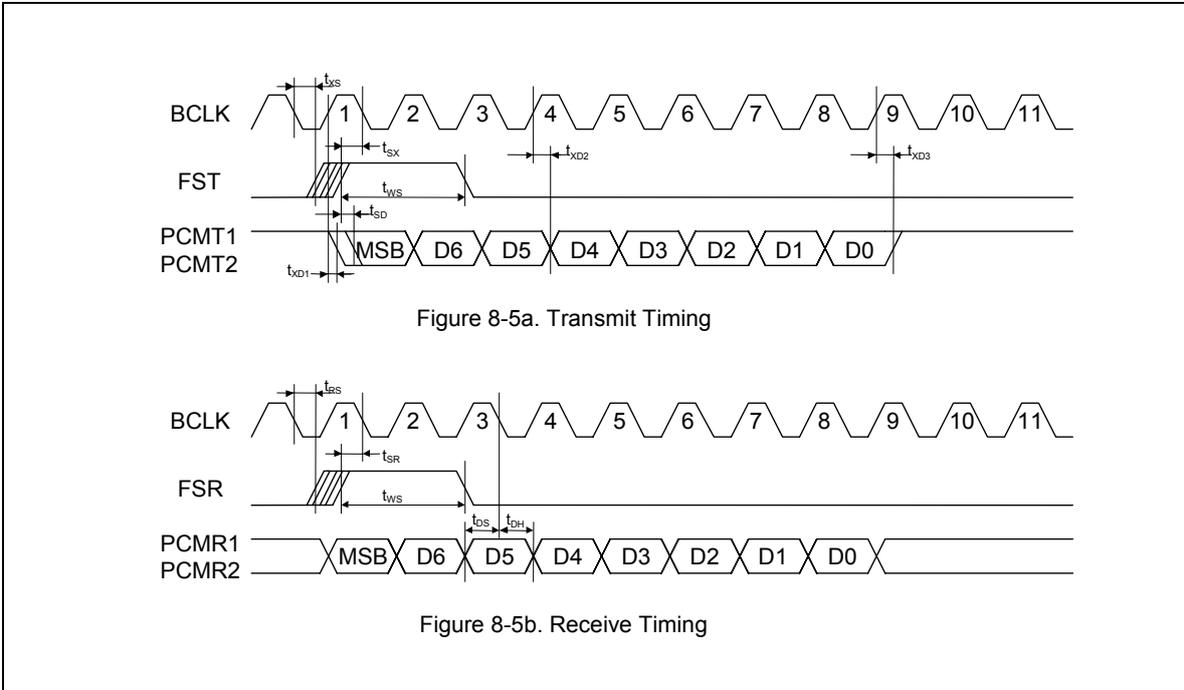 tXS
BCLK 1 2 3 4 5 6 7 8 9 10 11
tSX tXD2 tXD3
FST
tWS
tSD
PCMT1
PCMT2
MSB D6 D5 D4 D3 D2 D1 D0
tXD1
Figure 8-5a. Transmit Timing
tRS
BCLK 1 2 3 4 5 6 7 8 9 10 11
tSR
FSR
tWS
tDS tDH
PCMR1
PCMR2
MSB D6 D5 D4 D3 D2 D1 D0
Figure 8-5b. Receive Timing